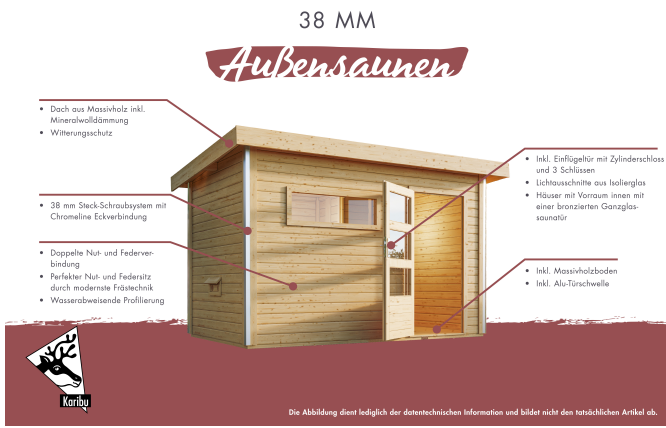 38 MM
Außensaunen
• Dach aus Massivholz inkl.
Mineralwolldämmung
• Witterungsschutz
• 38 mm Steck-Schraubsystem mit
Chromeline Eckverbindung
• Doppelte Nut- und Federver-
bindung
• Perfekter Nut- und Federsitz
durch modernste Frästechnik
• Wasserabweisende Profilierung
• Inkl. Einflügeltür mit Zylinderschloss
und 3 Schlüssen
• Lichtausschnitte aus Isolierglas
• Häuser mit Vorraum innen mit
einer bronzierten Ganzglas-
saunatür
• Inkl. Massivholzboden
• Inkl. Alu-Türschwelle
Karibu
Die Abbildung dient lediglich der datentechnischen Information und bildet nicht den tatsächlichen Artikel ab.